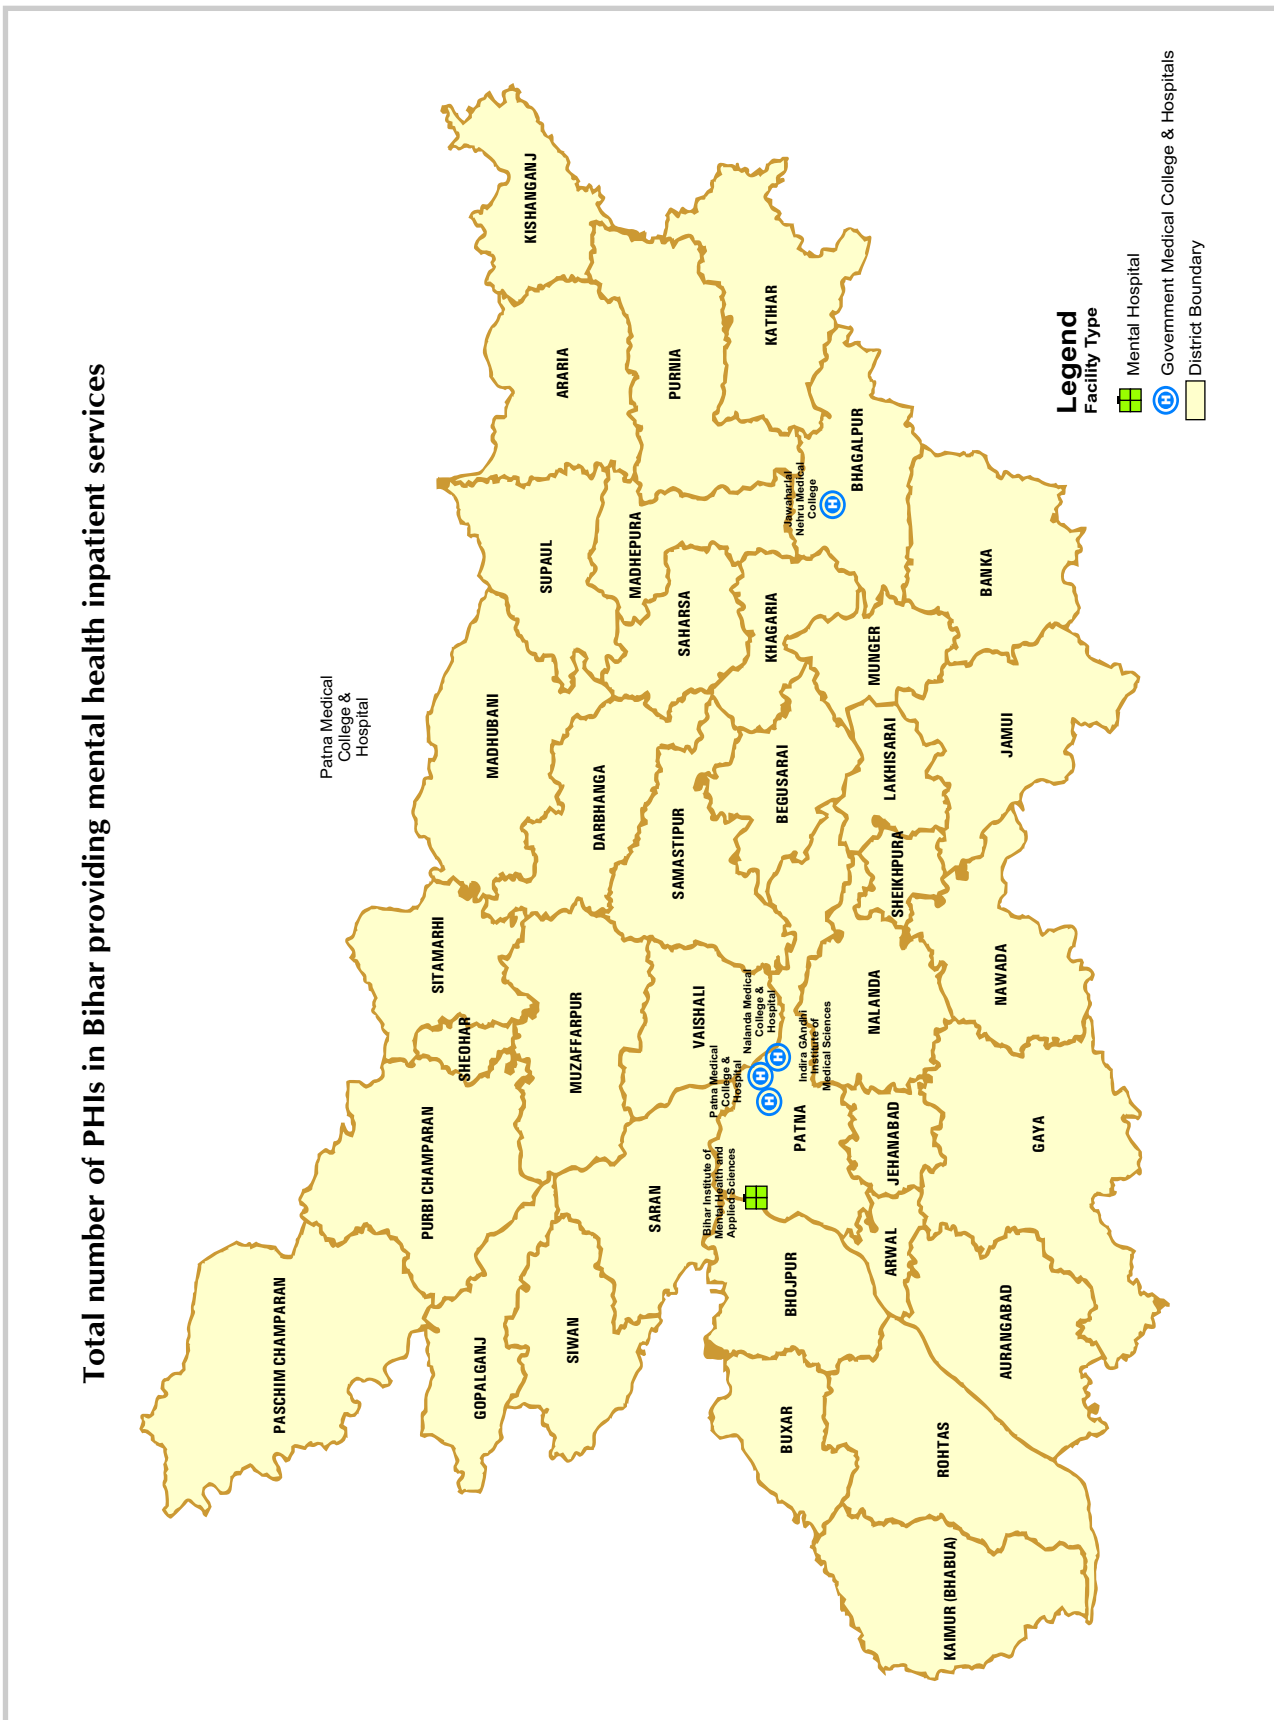 Total number of PHIs in Bihar providing mental health inpatient services
Patna Medical
College &
Hospital
PASCHIM CHAMPARAN
PURBI CHAMPARAN
SHEOHAR
SITAMARHI
MADHUBANI
SUPAUL
ARARIA
KISHANGANJ
GOPALGANJ
SIWAN
MUZAFFARPUR
DARBHANGA
MADHEPURA
PURNIA
SARAN
VAISHALI
SAMASTIPUR
SAHARSA
KATIHAR
BEGUSARAI
KHAGARIA
Jawaharlal
Nehru Medical
College
BHAGALPUR
Bihar Institute of
Mental Health and
Applied Sciences
Patna Medical
College &
Hospital
Nalanda Medical
College &
Hospital
Indira GAndhi
Institute of
Medical Sciences
BUXAR
BHOJPUR
PATNA
NALANDA
SHEIKHPURA
LAKHISARAI
MUNGER
BANKA
KAIMUR (BHABUA)
ROHTAS
ARWAL
JEHANABAD
AURANGABAD
GAYA
NAWADA
JAMUI
Legend
Facility Type
Mental Hospital
Government Medical College & Hospitals
District Boundary
H
H
H
H
H